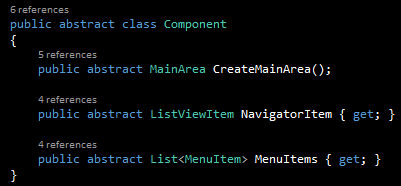 6 references
public abstract class Component
{
5 references
public abstract MainArea CreateMainArea();
4 references
public abstract ListViewItem NavigatorItem { get; }
4 references
public abstract List<MenuItem> MenuItems { get; }
}